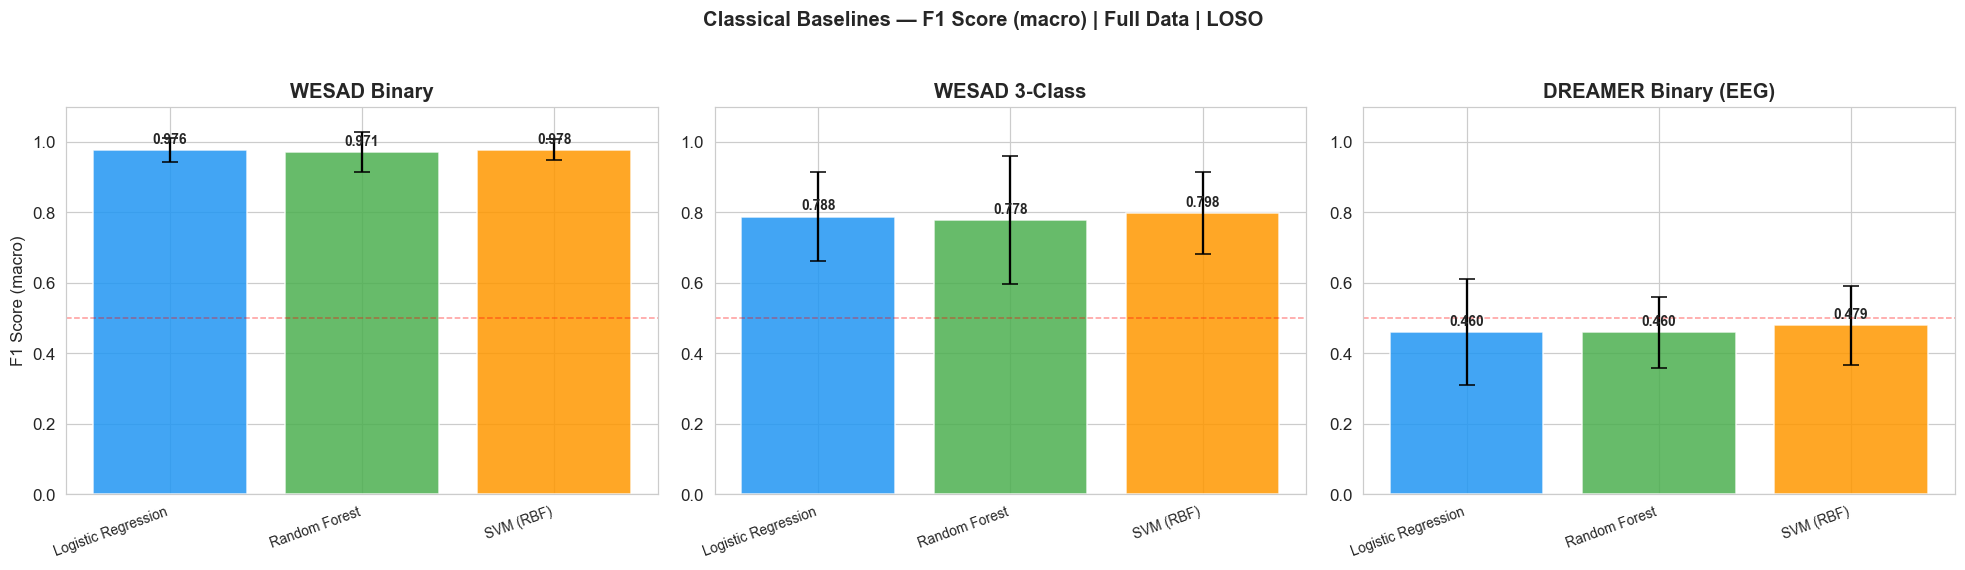 Classical Baselines — F1 Score (macro) | Full Data | LOSO
WESAD Binary
F1 Score (macro)
1.0
0.8
0.6
0.4
0.2
0.0
0.976
0.971
0.978
Logistic Regression
Random Forest
SVM (RBF)
WESAD 3-Class
1.0
0.8
0.6
0.4
0.2
0.0
0.788
0.778
0.798
Logistic Regression
Random Forest
SVM (RBF)
DREAMER Binary (EEG)
1.0
0.8
0.6
0.4
0.2
0.0
0.460
0.460
0.479
Logistic Regression
Random Forest
SVM (RBF)